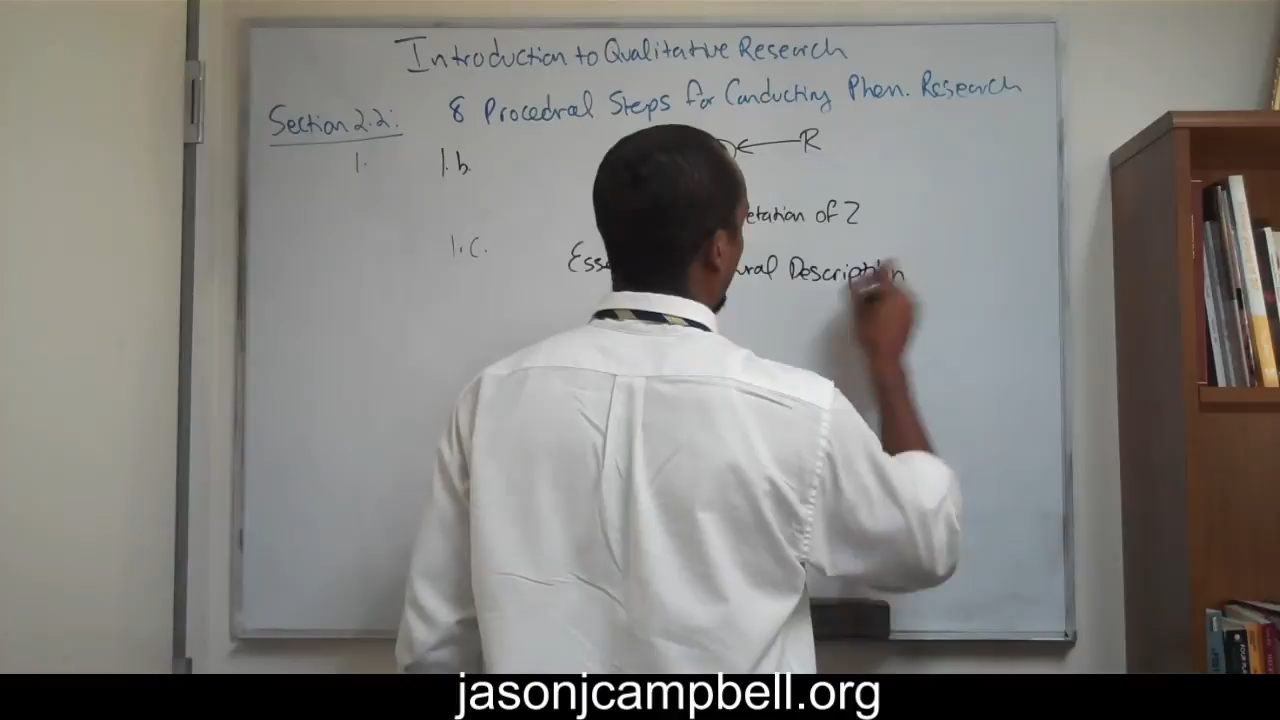 Introduction to Qualitative Research
Section 2.2: 8 Procedral Steps for Conducting Phen. Research
1. 1.b. R
etation of Z
1.c. Ess ural Description
jasonjcampbell.org